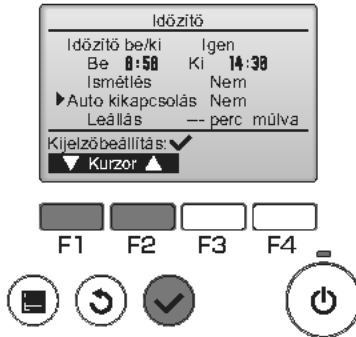 Időzítő
Időzítő be/ki Igen
Be 8:50 Ki 14:30
Ismétlés Nem
▶Auto kikapcsolás Nem
Leállás --- perc múlva
Kijelzőbeállítás:✔
▼ Kurzor ▲
F1 F2 F3 F4